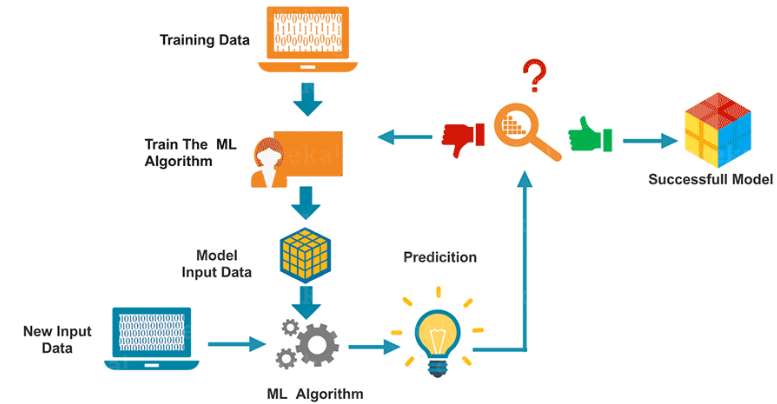 Training Data
?
Train The ML
Algorithm
Successfull Model
Model
Input Data
Predicition
New Input
Data
ML Algorithm